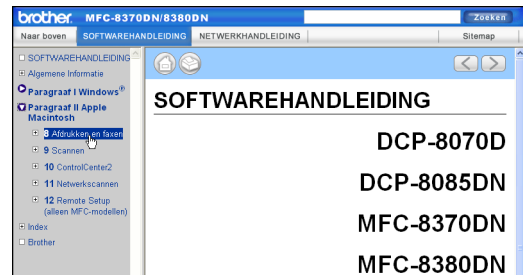 brother. MFC-8370DN/8380DN
Zoeken
Naar boven SOFTWAREHANDLEIDING NETWERKHANDLEIDING Sitemap
SOFTWAREHANDLEIDING
Algemene Informatie
Paragraaf I Windows®
Paragraaf II Apple
Macintosh
8 Afdrukken en faxen
9 Scannen
10 ControlCenter2
11 Netwerkscannen
12 Remote Setup
(alleen MFC-modellen)
Index
Brother
SOFTWAREHANDLEIDING
DCP-8070D
DCP-8085DN
MFC-8370DN
MFC-8380DN